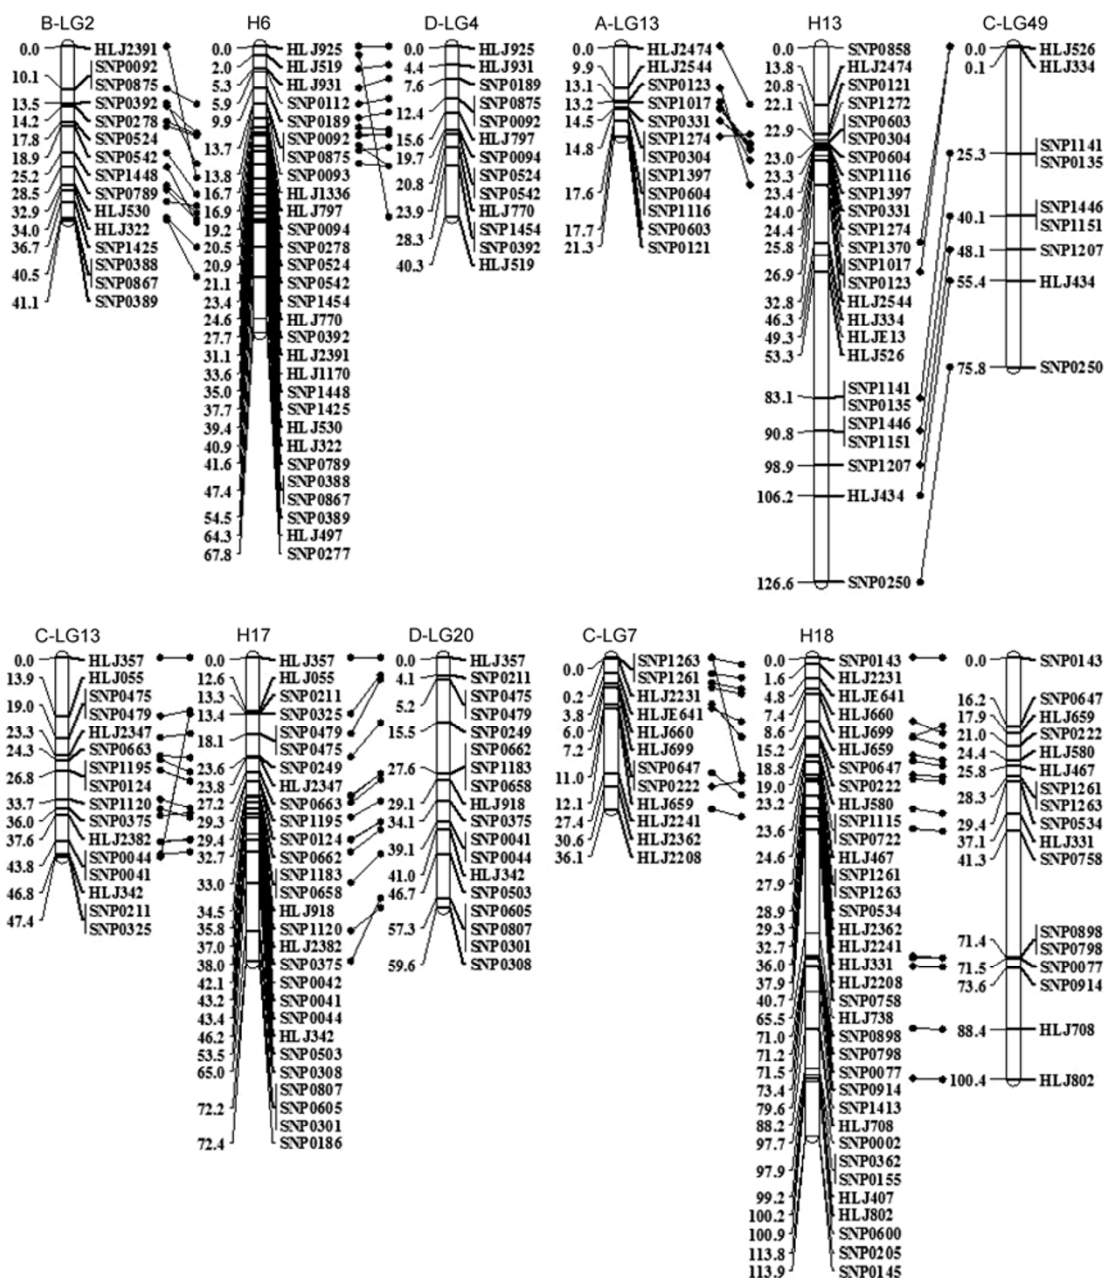 B-LG2
0.0 HLJ2391
SNP0092
10.1
SNP0875
13.5 SNP0392
14.2 SNP0278
17.8 SNP0524
18.9 SNP0542
25.2 SNP1448
28.5 SNP0789
32.9 HLJ530
34.0 HLJ322
36.7 SNP1425
SNP0388
40.5
SNP0867
41.1 SNP0389
H6
0.0 HLJ925
2.0 HLJ519
5.3 HLJ931
5.9 SNP0112
9.9 SNP0189
SNP0092
13.7
SNP0875
13.8 SNP0093
16.7 HLJ1336
16.9 HLJ797
19.2 SNP0094
20.5 SNP0278
20.9 SNP0524
21.1 SNP0542
23.4 SNP1454
24.6 HLJ770
27.7 SNP0392
31.1 HLJ2391
33.6 HLJ1170
35.0 SNP1448
37.7 SNP1425
39.4 HLJ530
40.9 HLJ322
41.6 SNP0789
SNP0388
47.4
SNP0867
54.5 SNP0389
64.3 HLJ497
67.8 SNP0277
D-LG4
0.0 HLJ925
4.4 HLJ931
7.6 SNP0189
SNP0875
12.4
SNP0092
15.6 HLJ797
19.7 SNP0094
SNP0524
20.8
SNP0542
23.9 HLJ770
SNP1454
28.3
SNP0392
40.3 HLJ519
A-LG13
0.0 HLJ2474
9.9 HLJ2544
13.1 SNP0123
13.2 SNP1017
14.5 SNP0331
SNP1274
14.8
SNP0304
SNP1397
17.6 SNP0604
SNP1116
17.7 SNP0603
21.3 SNP0121
H13
0.0 SNP0858
13.8 HLJ2474
20.8 SNP0121
22.1 SNP1272
SNP0603
22.9
SNP0304
23.0 SNP0604
23.3 SNP1116
23.4 SNP1397
24.0 SNP0331
24.4 SNP1274
25.8 SNP1370
SNP1017
26.9
SNP0123
32.8 HLJ2544
46.3 HLJ334
49.3 HLJE13
53.3 HLJ526
SNP1141
83.1
SNP0135
SNP1446
90.8
SNP1151
98.9 SNP1207
106.2 HLJ434
126.6 SNP0250
C-LG49
0.0 HLJ526
0.1 HLJ334
SNP1141
25.3
SNP0135
SNP1446
40.1
SNP1151
48.1 SNP1207
55.4 HLJ434
75.8 SNP0250
C-LG13
0.0 HLJ357
13.9 HLJ055
SNP0475
19.0
SNP0479
23.3 HLJ2347
24.3 SNP0663
SNP1195
26.8
SNP0124
33.7 SNP1120
36.0 SNP0375
37.6 HLJ2382
SNP0044
43.8
SNP0041
46.8 HLJ342
SNP0211
47.4
SNP0325
H17
0.0 HLJ357
12.6 HLJ055
13.3 SNP0211
13.4 SNP0325
SNP0479
18.1
SNP0475
23.6 SNP0249
23.8 HLJ2347
27.2 SNP0663
29.3 SNP1195
29.4 SNP0124
32.7 SNP0662
SNP1183
33.0
SNP0658
34.5 HLJ918
35.8 SNP1120
37.0 HLJ2382
38.0 SNP0375
42.1 SNP0042
43.2 SNP0041
43.4 SNP0044
46.2 HLJ342
53.5 SNP0503
65.0 SNP0308
SNP0807
72.2 SNP0605
SNP0301
72.4 SNP0186
D-LG20
0.0 HLJ357
4.1 SNP0211
SNP0475
5.2
SNP0479
15.5 SNP0249
SNP0662
27.6 SNP1183
SNP0658
29.1 HLJ918
34.1 SNP0375
SNP0041
39.1
SNP0044
41.0 HLJ342
46.7 SNP0503
SNP0605
57.3 SNP0807
SNP0301
59.6 SNP0308
C-LG7
SNP1263
0.0
SNP1261
0.2 HLJ2231
3.8 HLJE641
6.0 HLJ660
7.2 HLJ699
SNP0647
11.0
SNP0222
12.1 HLJ659
27.4 HLJ2241
30.6 HLJ2362
36.1 HLJ2208
H18
0.0 SNP0143
1.6 HLJ2231
4.8 HLJE641
7.4 HLJ660
8.6 HLJ699
15.2 HLJ659
18.8 SNP0647
19.0 SNP0222
23.2 HLJ580
SNP1115
23.6
SNP0722
24.6 HLJ467
SNP1261
27.9
SNP1263
28.9 SNP0534
29.3 HLJ2362
32.7 HLJ2241
36.0 HLJ331
37.9 HLJ2208
40.7 SNP0758
65.5 HLJ738
71.0 SNP0898
71.2 SNP0798
71.5 SNP0077
73.4 SNP0914
79.6 SNP1413
88.2 HLJ708
97.7 SNP0002
SNP0362
97.9
SNP0155
99.2 HLJ407
100.2 HLJ802
100.9 SNP0600
113.8 SNP0205
113.9 SNP0145
0.0 SNP0143
16.2 SNP0647
17.9 HLJ659
21.0 SNP0222
24.4 HLJ580
25.8 HLJ467
SNP1261
28.3
SNP1263
29.4 SNP0534
37.1 HLJ331
41.3 SNP0758
SNP0898
71.4
SNP0798
71.5 SNP0077
73.6 SNP0914
88.4 HLJ708
100.4 HLJ802